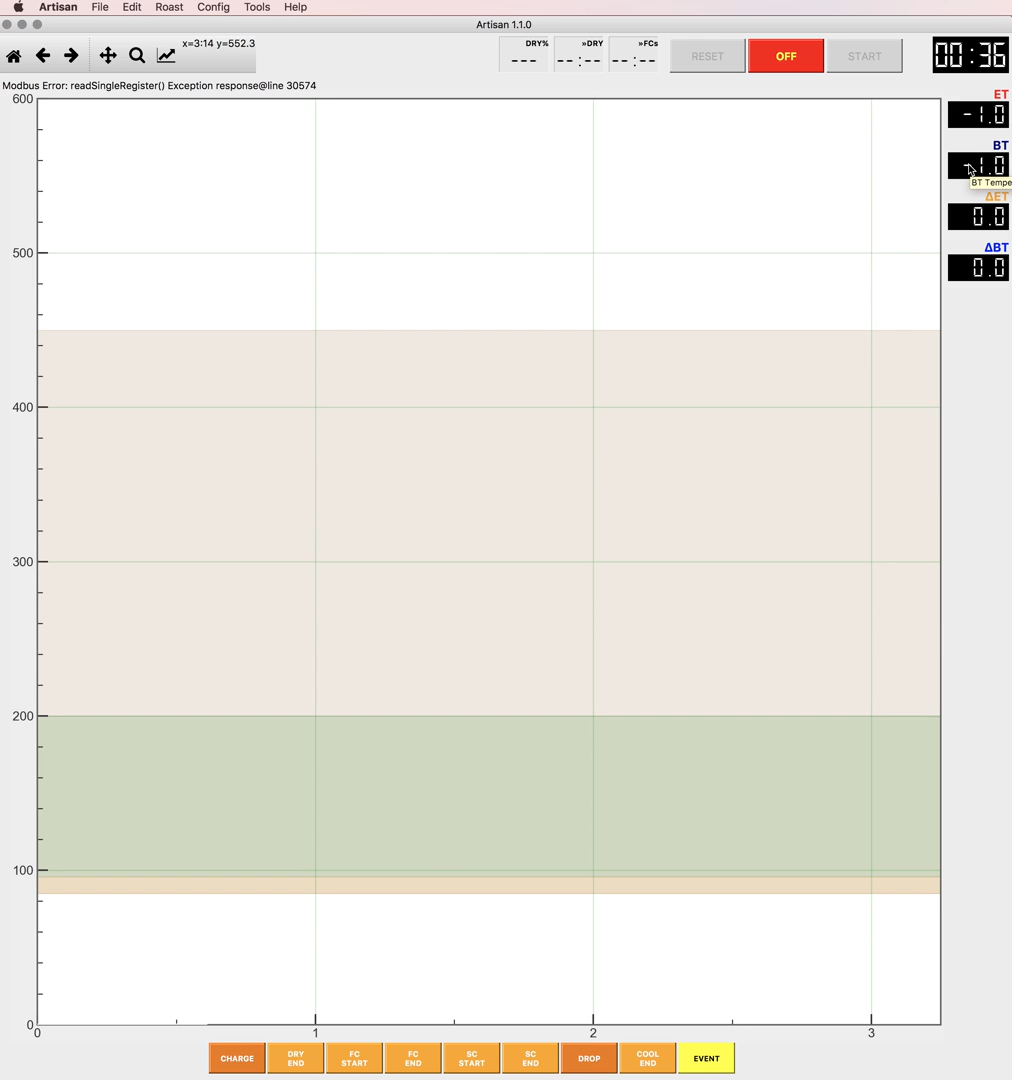 Artisan File Edit Roast Config Tools Help
Artisan 1.1.0
x=3:14 y=552.3
DRY% »DRY »FCs
--- --:-- --:--
RESET OFF START
00:36
Modbus Error: readSingleRegister() Exception response@line 30574
ET
-1.0
BT
-1.0
BT Tempe
ΔET
0.0
ΔBT
0.0
600
500
400
300
200
100
0
0 1 2 3
CHARGE
DRY
END
FC
START
FC
END
SC
START
SC
END
DROP
COOL
END
EVENT